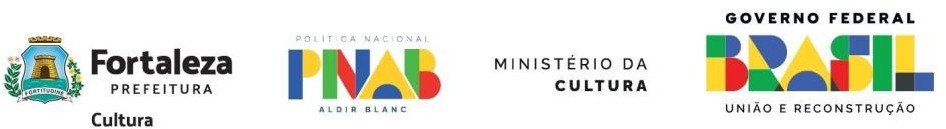 FORTITUDINE
Fortaleza
PREFEITURA
Cultura
POLÍTICA NACIONAL
PNAB
ALDIR BLANC
MINISTÉRIO DA
CULTURA
GOVERNO FEDERAL
BRASIL
UNIÃO E RECONSTRUÇÃO